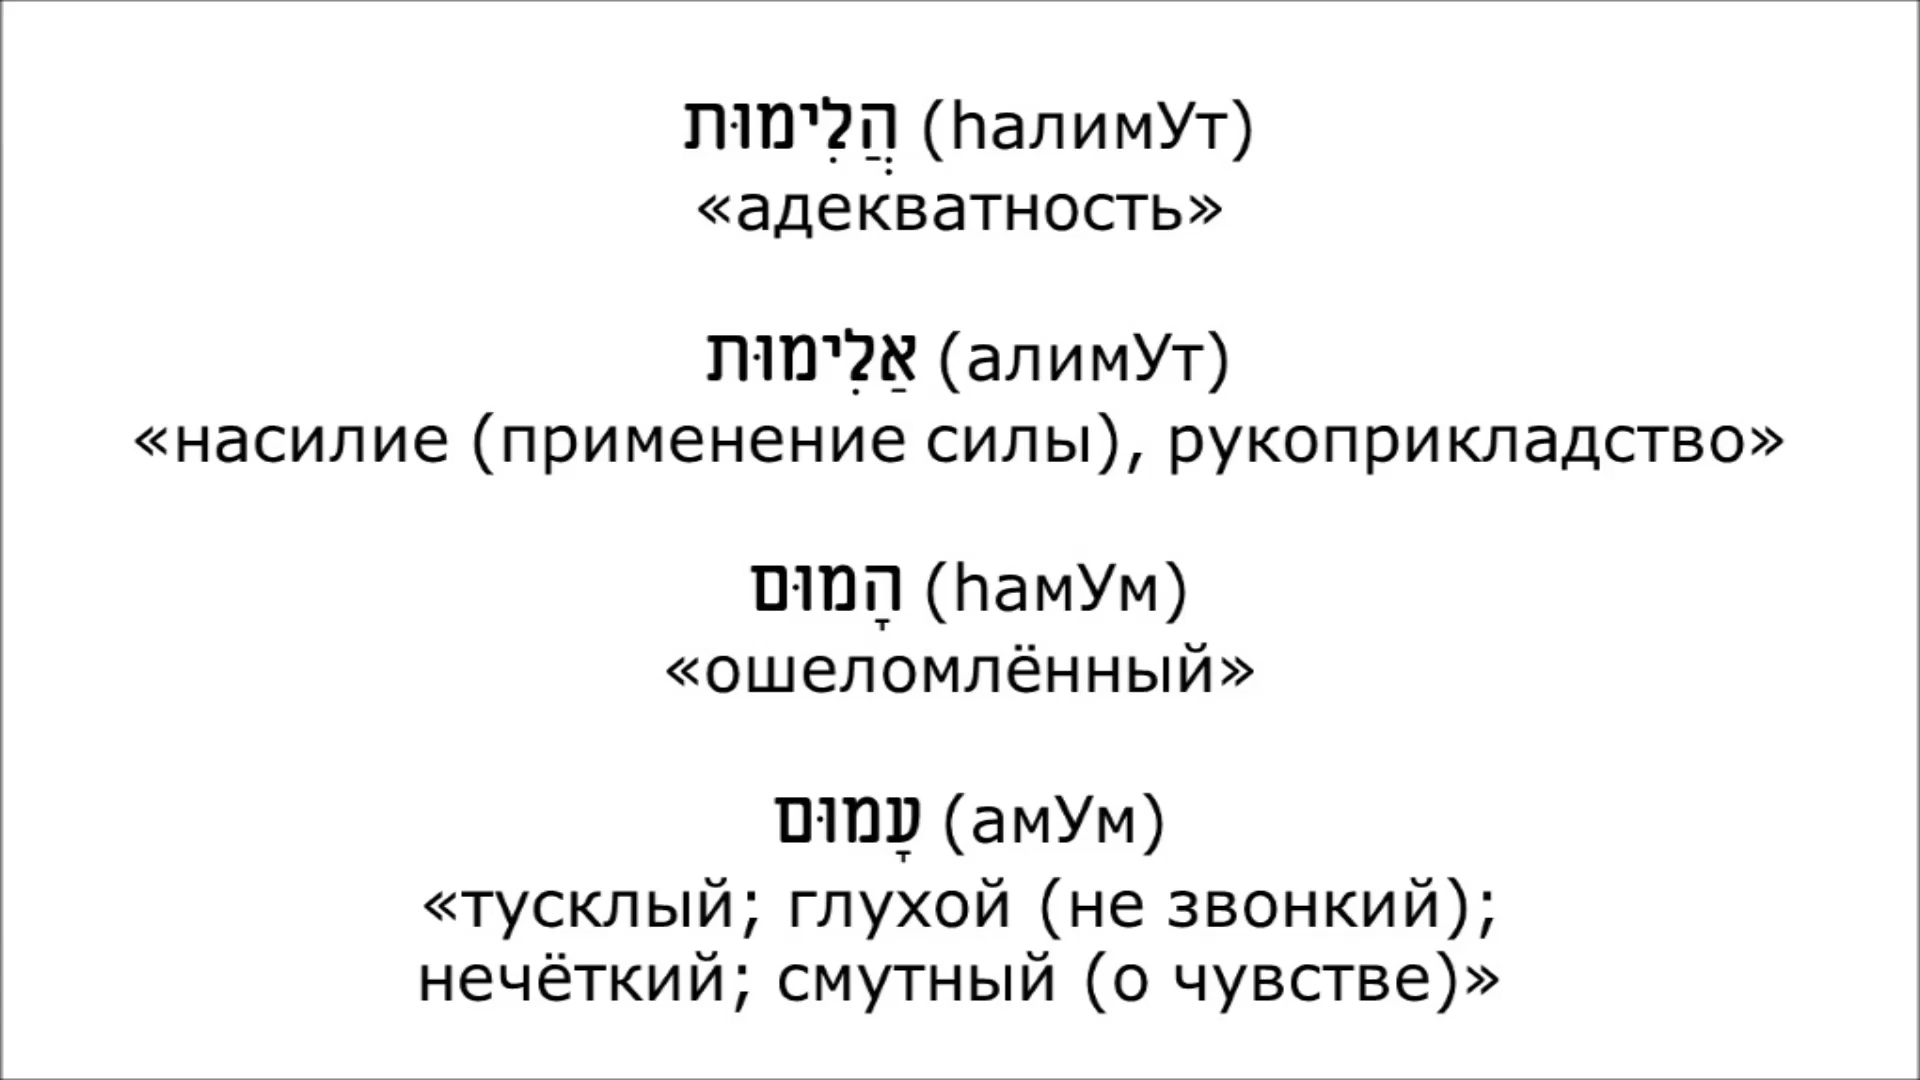 הֲלִימוּת (hалимУт)
«адекватность»
אַלִימוּת (алимУт)
«насилие (применение силы), рукоприкладство»
הָמוּם (hамУм)
«ошеломлённый»
עָמוּם (амУм)
«тусклый; глухой (не звонкий);
нечёткий; смутный (о чувстве)»